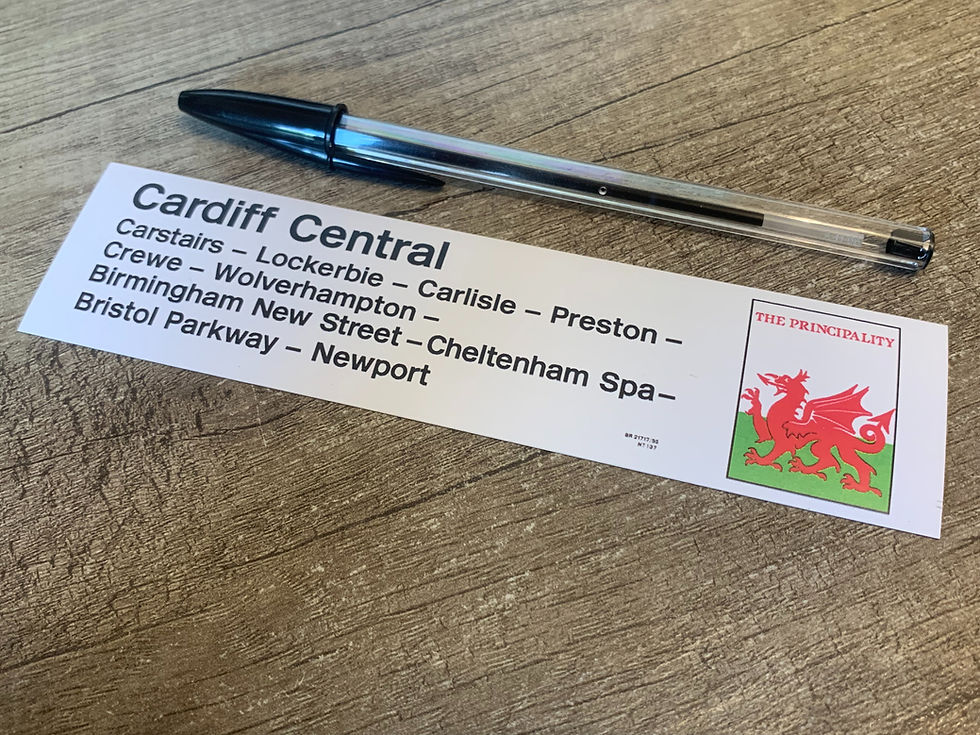 Cardiff Central
Carstairs – Lockerbie – Carlisle – Preston –
Crewe – Wolverhampton –
Birmingham New Street – Cheltenham Spa –
Bristol Parkway – Newport
THE PRINCIPALITY